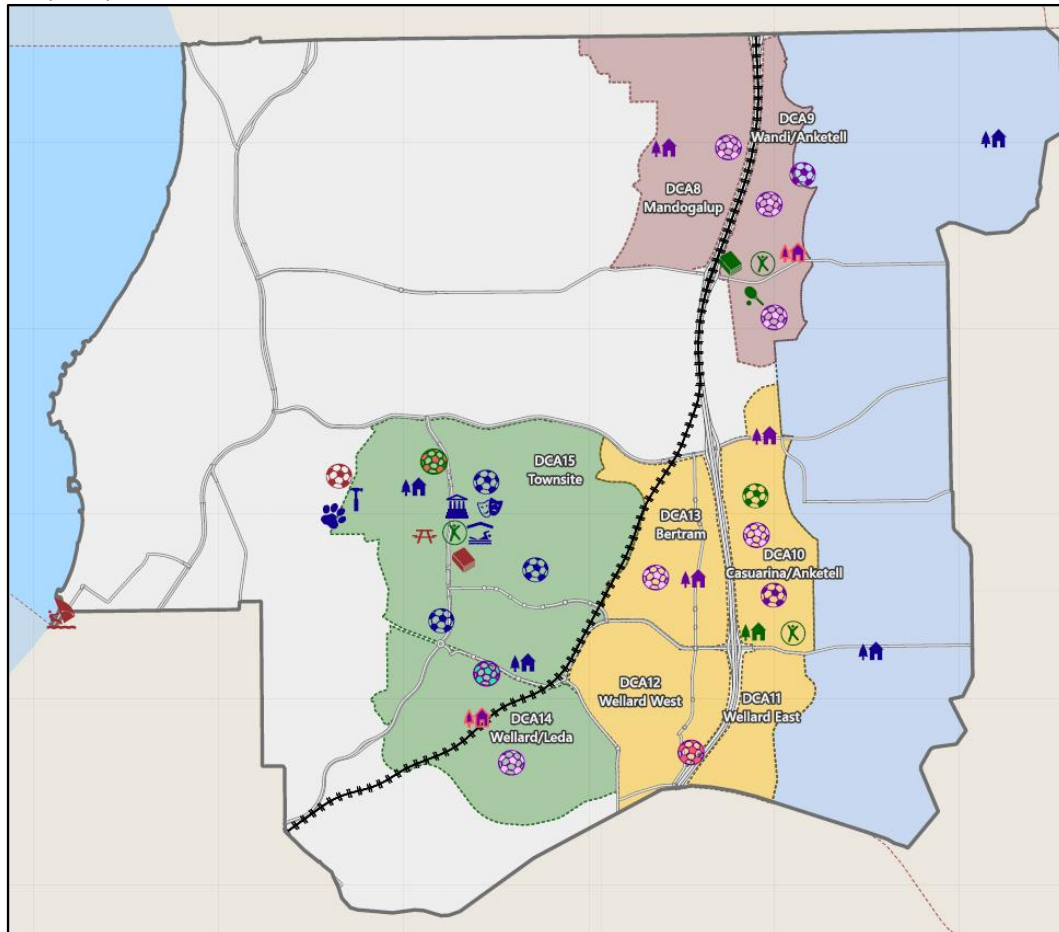 DCA9
Wandi/Anketell
DCA8
Mandogalup
DCA15
Townsite
DCA13
Bertram
DCA10
Casuarina/Anketell
DCA12
Wellard West
DCA11
Wellard East
DCA14
Wellard/Leda